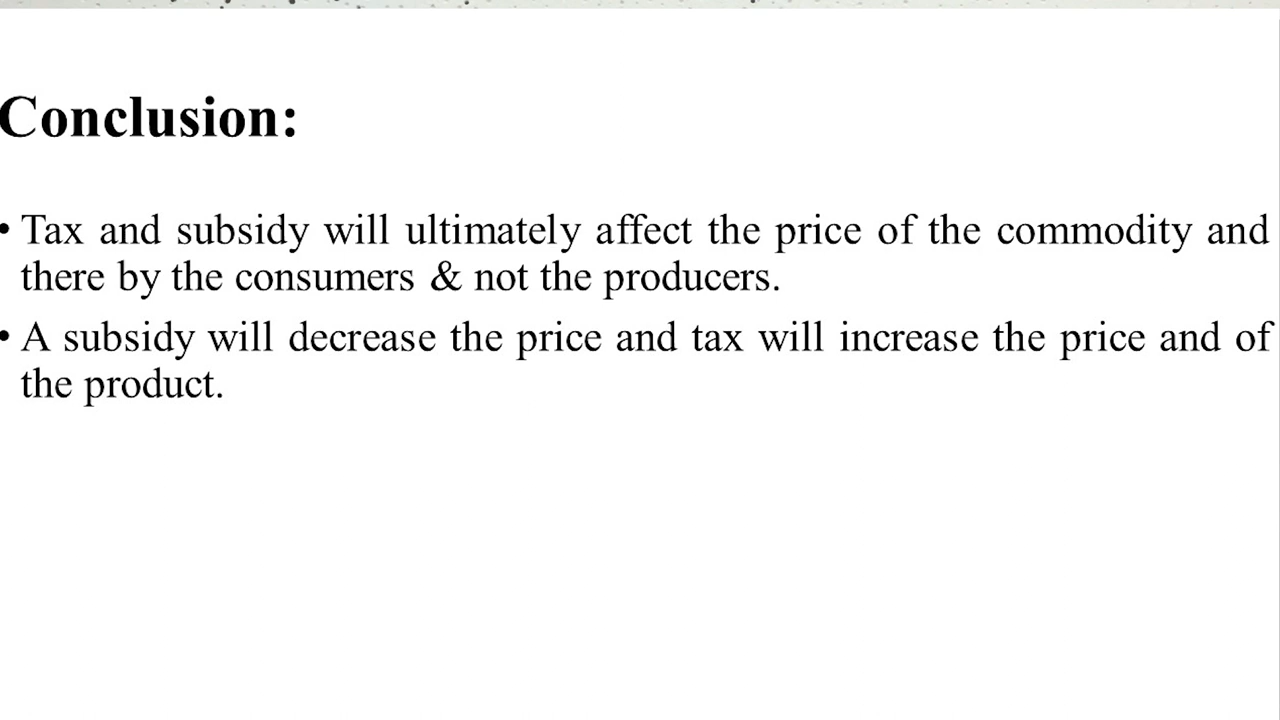 Conclusion:
• Tax and subsidy will ultimately affect the price of the commodity and
there by the consumers & not the producers.
• A subsidy will decrease the price and tax will increase the price and of
the product.